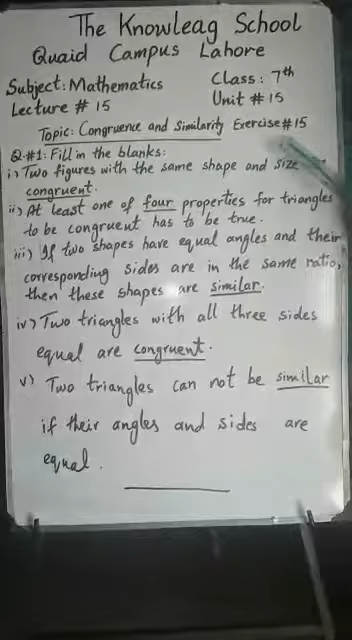 The Knowleag School
Quaid Campus Lahore
Subject: Mathematics Class: 7th
Lecture # 15 Unit # 15
Topic: Congruence and Similarity Exercise #15
Q.#1: Fill in the blanks:
i) Two figures with the same shape and size
congruent.
ii) At least one of four properties for triangles
to be congruent has to be true.
iii) If two shapes have equal angles and their
corresponding sides are in the same ratio,
then these shapes are similar.
iv) Two triangles with all three sides
equal are congruent.
v) Two triangles can not be similar
if their angles and sides are
equal.